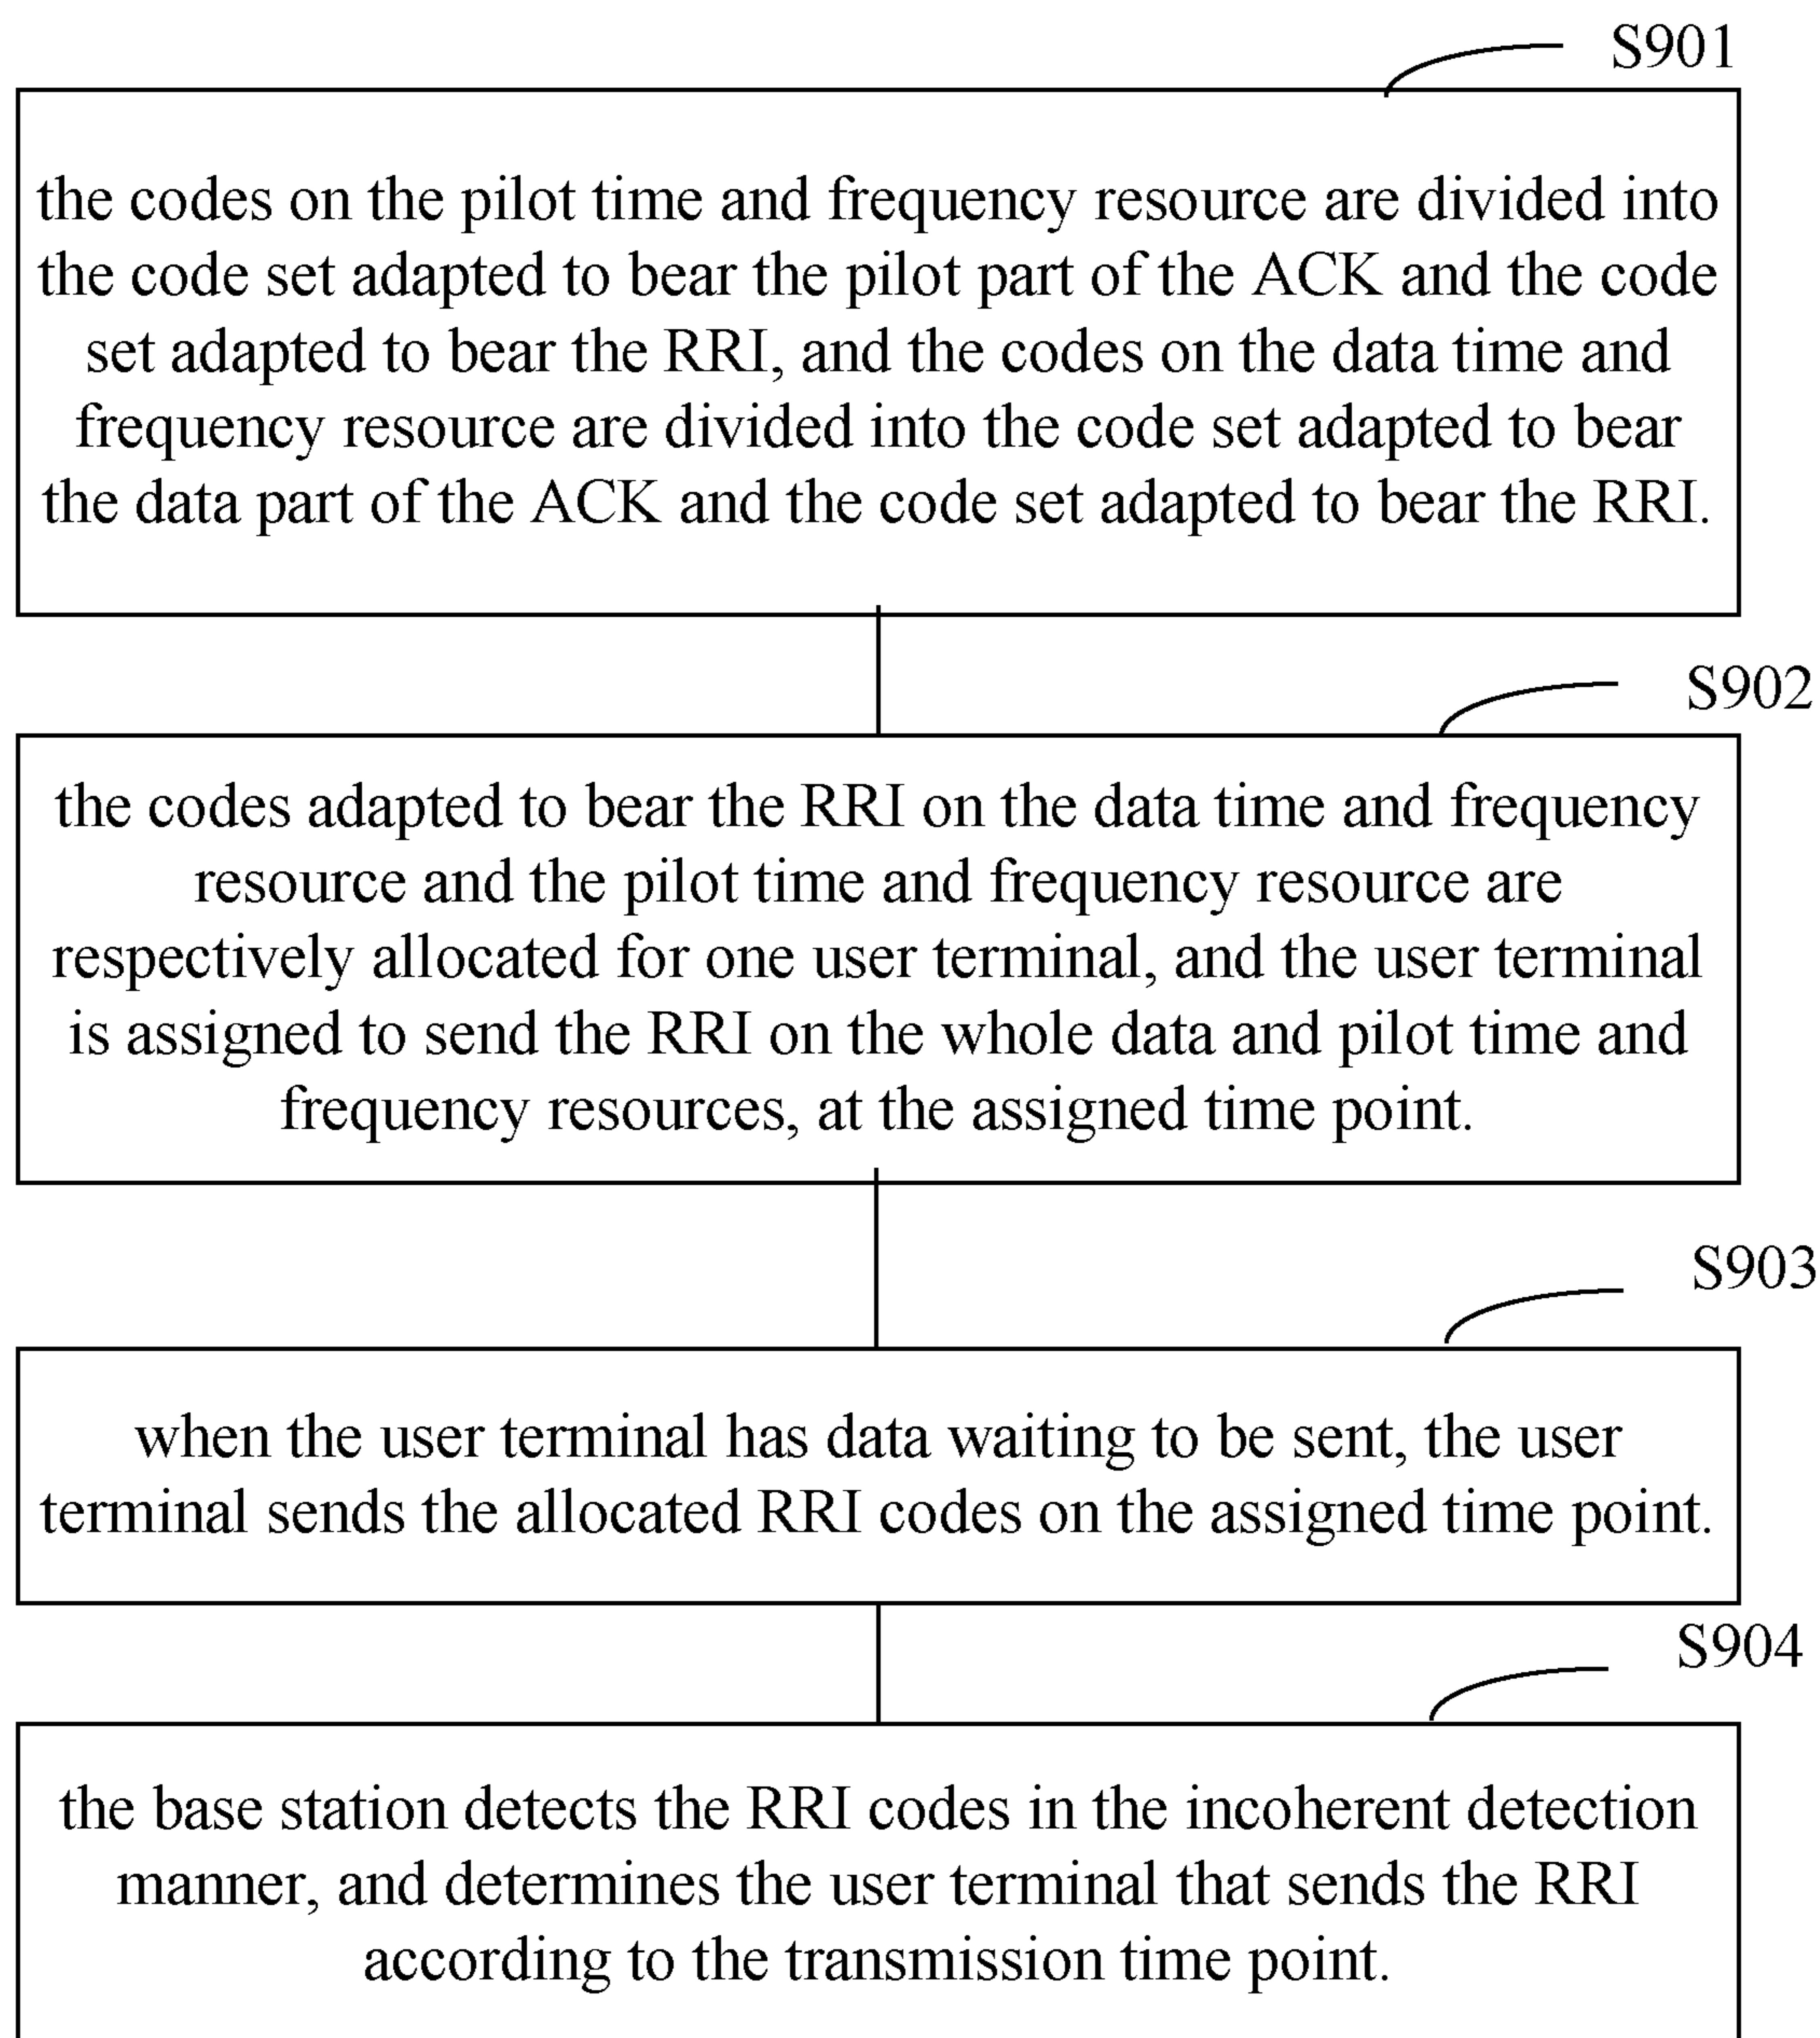 S901
the codes on the pilot time and frequency resource are divided into
the code set adapted to bear the pilot part of the ACK and the code
set adapted to bear the RRI, and the codes on the data time and
frequency resource are divided into the code set adapted to bear
the data part of the ACK and the code set adapted to bear the RRI.
S902
the codes adapted to bear the RRI on the data time and frequency
resource and the pilot time and frequency resource are
respectively allocated for one user terminal, and the user terminal
is assigned to send the RRI on the whole data and pilot time and
frequency resources, at the assigned time point.
S903
when the user terminal has data waiting to be sent, the user
terminal sends the allocated RRI codes on the assigned time point.
S904
the base station detects the RRI codes in the incoherent detection
manner, and determines the user terminal that sends the RRI
according to the transmission time point.